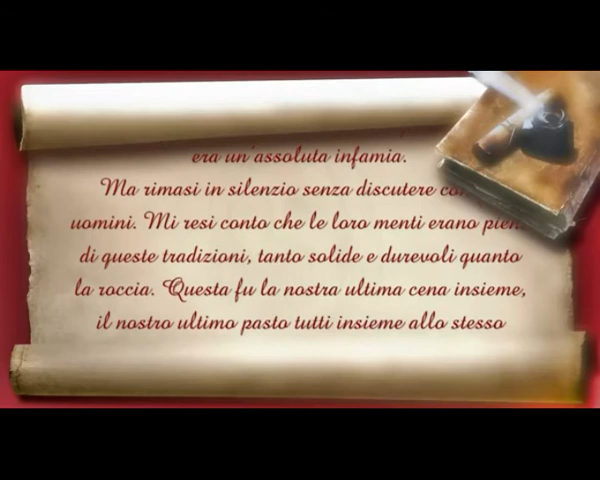 era un'assoluta infamia.
Ma rimasi in silenzio senza discutere
uomini. Mi resi conto che le loro menti erano
di queste tradizioni, tanto solide e durevoli quanto
la roccia. Questa fu la nostra ultima cena insieme,
il nostro ultimo pasto tutti insieme allo stesso